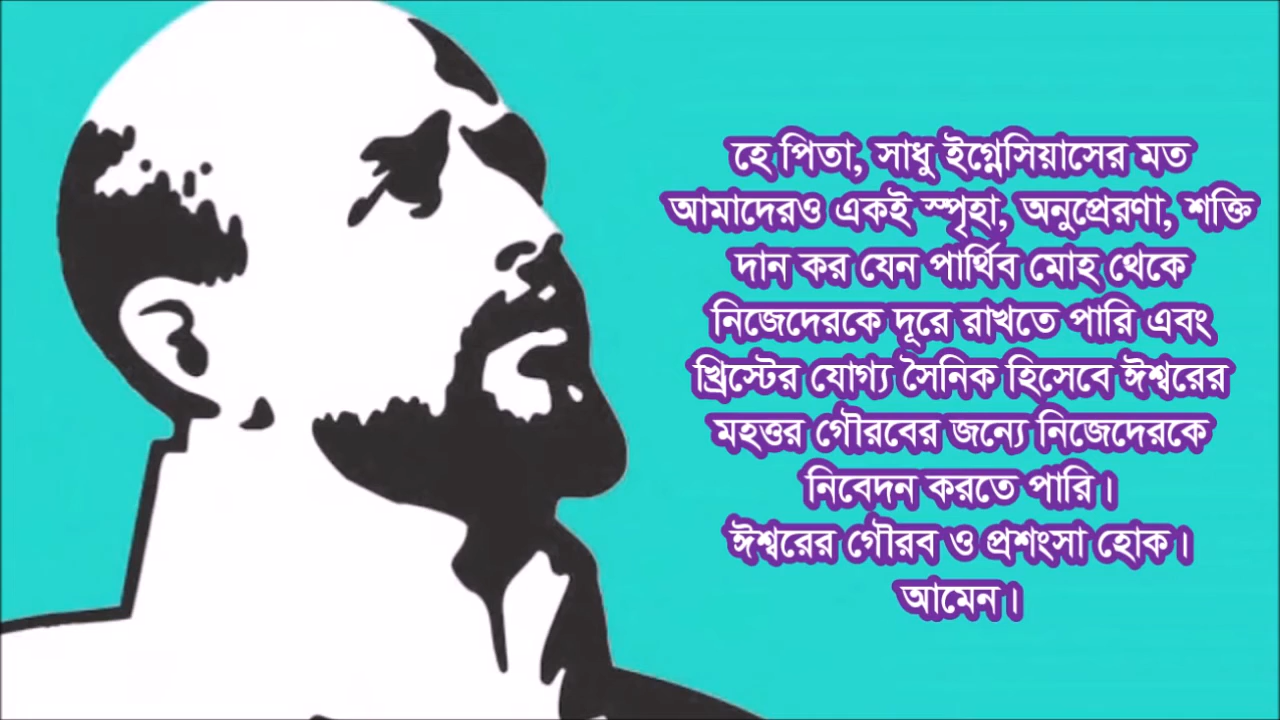 হে পিতা, সাধু ইগ্নেসিয়াসের মত
আমাদেরও একই স্পৃহা, অনুপ্রেরণা, শক্তি
দান কর যেন পার্থিব মোহ থেকে
নিজেদেরকে দূরে রাখতে পারি এবং
খ্রিস্টের যোগ্য সৈনিক হিসেবে ঈশ্বরের
মহত্তর গৌরবের জন্যে নিজেদেরকে
নিবেদন করতে পারি।
ঈশ্বরের গৌরব ও প্রশংসা হোক।
আমেন।